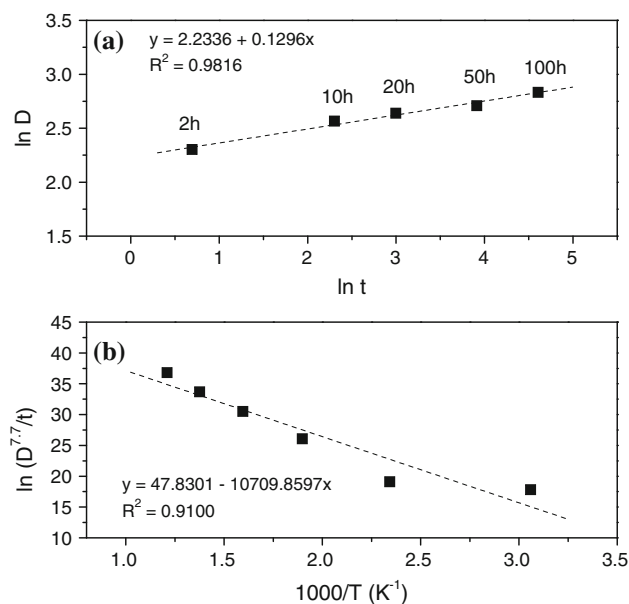 (a)
y = 2.2336 + 0.1296x
R² = 0.9816
3.5
3.0
2.5
2.0
1.5
ln D
2h
10h
20h
50h
100h
0 1 2 3 4 5
ln t
(b)
45
40
35
30
25
20
15
10
ln (D^7.7/t)
y = 47.8301 - 10709.8597x
R² = 0.9100
1.0 1.5 2.0 2.5 3.0 3.5
1000/T (K⁻¹)